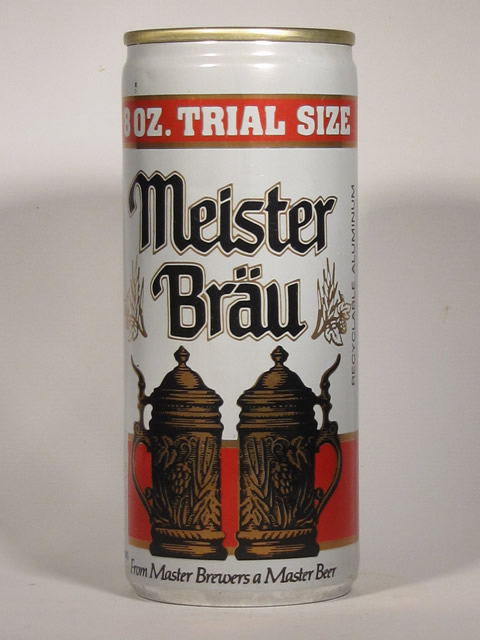 8 OZ. TRIAL SIZE
Meister
Bräu
RECYCLABLE ALUMINUM
From Master Brewers a Master Beer